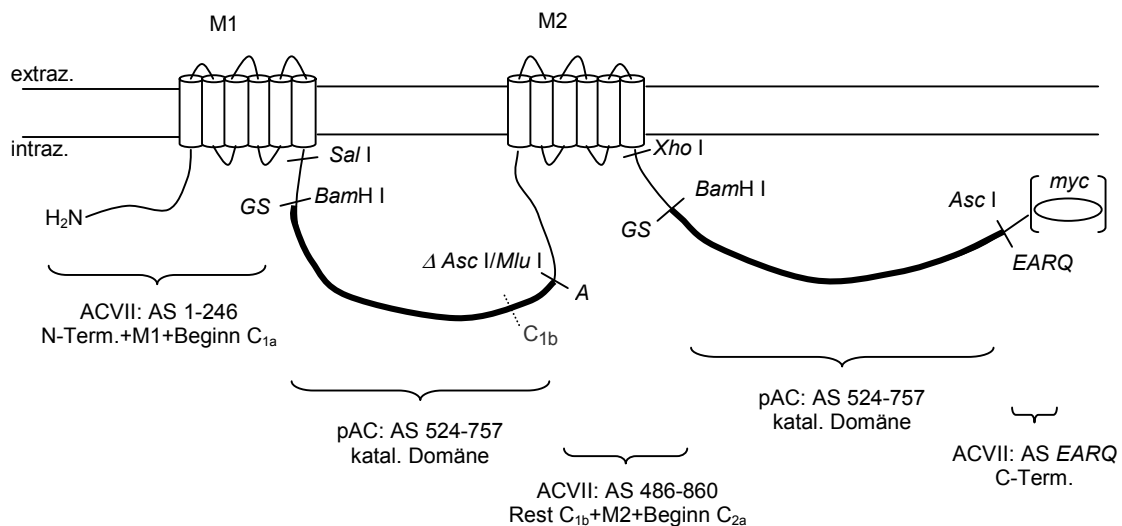 M1
M2
extraz.
intraz.
Sal I
Xho I
H₂N
GS
BamH I
BamH I
GS
Asc I
myc
EARQ
Δ Asc I/Mlu I
A
C₁b
ACVII: AS 1-246
N-Term.+M1+Beginn C₁a
pAC: AS 524-757
katal. Domäne
ACVII: AS 486-860
Rest C₁b+M2+Beginn C₂a
pAC: AS 524-757
katal. Domäne
ACVII: AS EARQ
C-Term.